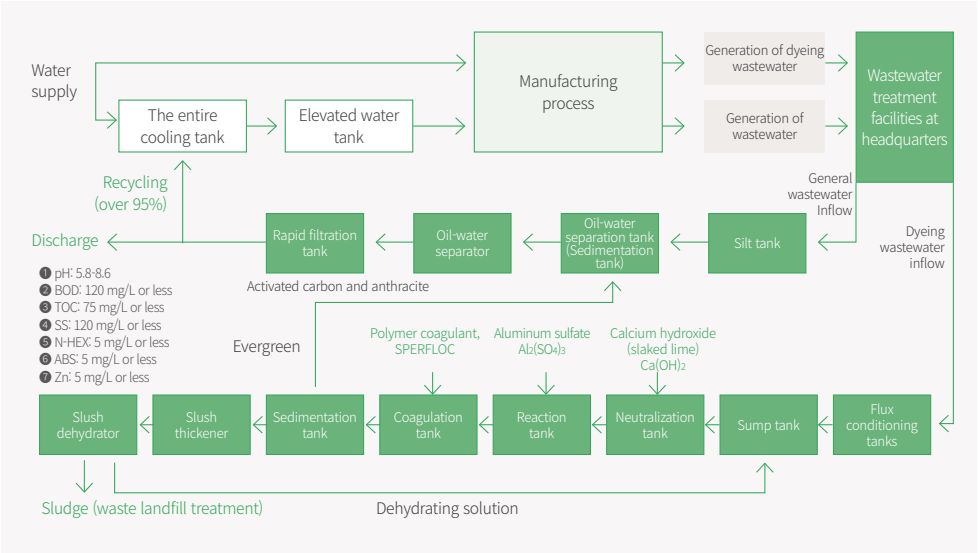 Water
supply
The entire
cooling tank
Elevated water
tank
Manufacturing
process
Generation of dyeing
wastewater
Generation of
wastewater
Wastewater
treatment
facilities at
headquarters
Recycling
(over 95%)
General
wastewater
Inflow
Dyeing
wastewater
inflow
Discharge
Rapid filtration
tank
Oil-water
separator
Oil-water
separation tank
(Sedimentation
tank)
Silt tank
Activated carbon and anthracite
❶ pH: 5.8-8.6
❷ BOD: 120 mg/L or less
❸ TOC: 75 mg/L or less
❹ SS: 120 mg/L or less
❺ N-HEX: 5 mg/L or less
❻ ABS: 5 mg/L or less
❼ Zn: 5 mg/L or less
Evergreen
Polymer coagulant,
SPERFLOC
Aluminum sulfate
Al₂(SO₄)₃
Calcium hydroxide
(slaked lime)
Ca(OH)₂
Slush
dehydrator
Slush
thickener
Sedimentation
tank
Coagulation
tank
Reaction
tank
Neutralization
tank
Sump tank
Flux
conditioning
tanks
Sludge (waste landfill treatment)
Dehydrating solution